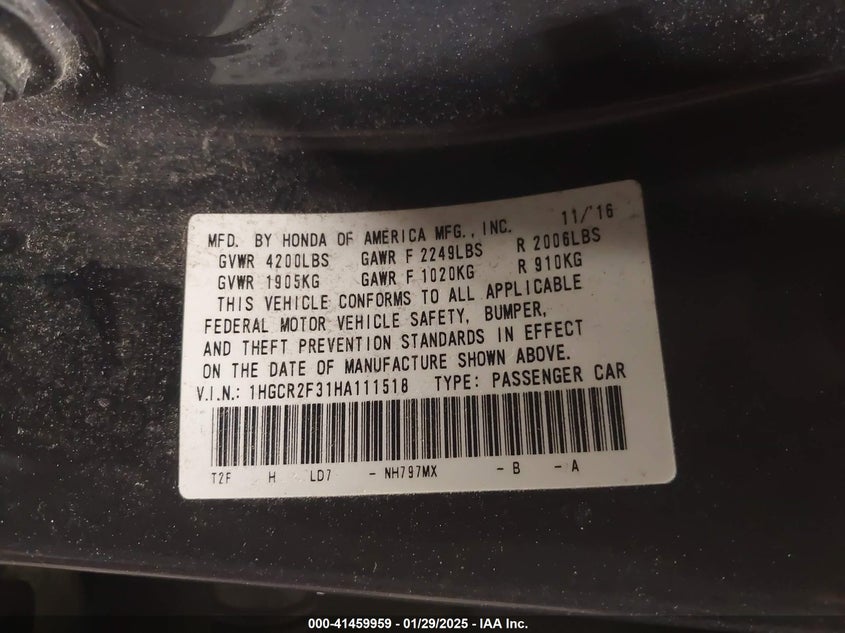 MFD. BY HONDA OF AMERICA MFG., INC. 11/'16
GVWR 4200LBS GAWR F 2249LBS R 2006LBS
GVWR 1905KG GAWR F 1020KG R 910KG
THIS VEHICLE CONFORMS TO ALL APPLICABLE
FEDERAL MOTOR VEHICLE SAFETY, BUMPER,
AND THEFT PREVENTION STANDARDS IN EFFECT
ON THE DATE OF MANUFACTURE SHOWN ABOVE.
V.I.N.: 1HGCR2F31HA111518 TYPE: PASSENGER CAR
T2F H LD7 - NH797MX - B - A
000-41459959 | 01/29/2025 - IAA Inc.